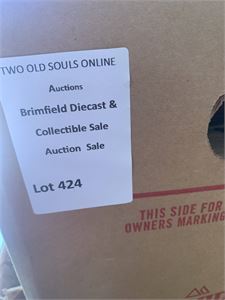 TWO OLD SOULS ONLINE
Auctions
Brimfield Diecast &
Collectible Sale
Auction Sale
Lot 424
THIS SIDE FOR
OWNERS MARKING